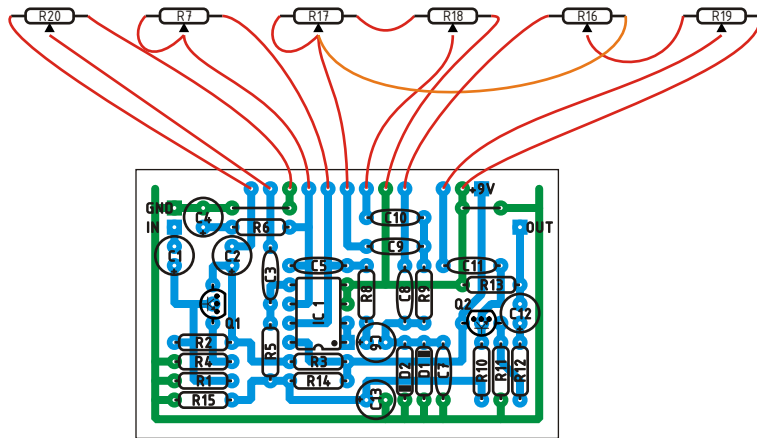 R20 R7 R17 R18 R16 R19
GND C4 +9V
IN R6 C10 OUT
C1 C2 C9
C3 C5 C11
R8 C8 R9 R13
Q1 IC1 Q2 C12
R2 R5 C6
R4 R3 D2 D1 C7 R10 R11 R12
R1 R14
R15 C13